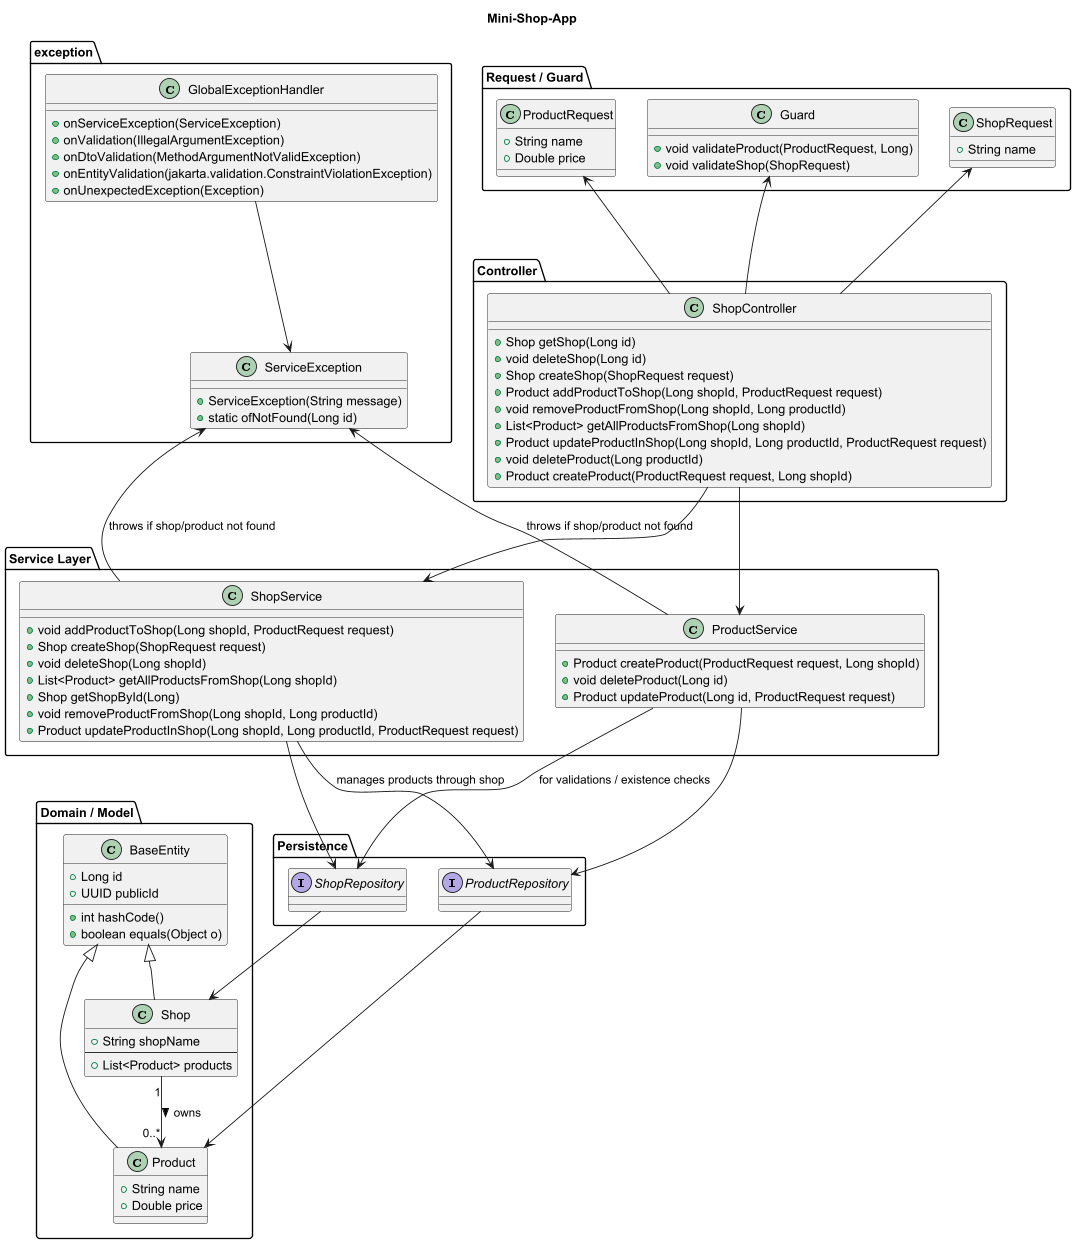 Mini-Shop-App
exception
C GlobalExceptionHandler
onServiceException(ServiceException)
onValidation(IllegalArgumentException)
onDtoValidation(MethodArgumentNotValidException)
onEntityValidation(jakarta.validation.ConstraintViolationException)
onUnexpectedException(Exception)
C ServiceException
ServiceException(String message)
static ofNotFound(Long id)
Request / Guard
C ProductRequest
String name
Double price
C Guard
void validateProduct(ProductRequest, Long)
void validateShop(ShopRequest)
C ShopRequest
String name
Controller
C ShopController
Shop getShop(Long id)
void deleteShop(Long id)
Shop createShop(ShopRequest request)
Product addProductToShop(Long shopId, ProductRequest request)
void removeProductFromShop(Long shopId, Long productId)
List<Product> getAllProductsFromShop(Long shopId)
Product updateProductInShop(Long shopId, Long productId, ProductRequest request)
void deleteProduct(Long productId)
Product createProduct(ProductRequest request, Long shopId)
throws if shop/product not found
throws if shop/product not found
Service Layer
C ShopService
void addProductToShop(Long shopId, ProductRequest request)
Shop createShop(ShopRequest request)
void deleteShop(Long shopId)
List<Product> getAllProductsFromShop(Long shopId)
Shop getShopById(Long)
void removeProductFromShop(Long shopId, Long productId)
Product updateProductInShop(Long shopId, Long productId, ProductRequest request)
C ProductService
Product createProduct(ProductRequest request, Long shopId)
void deleteProduct(Long id)
Product updateProduct(Long id, ProductRequest request)
manages products through shop
for validations / existence checks
Domain / Model
C BaseEntity
Long id
UUID publicId
int hashCode()
boolean equals(Object o)
Persistence
I ShopRepository
I ProductRepository
C Shop
String shopName
List<Product> products
1
owns
0..*
C Product
String name
Double price